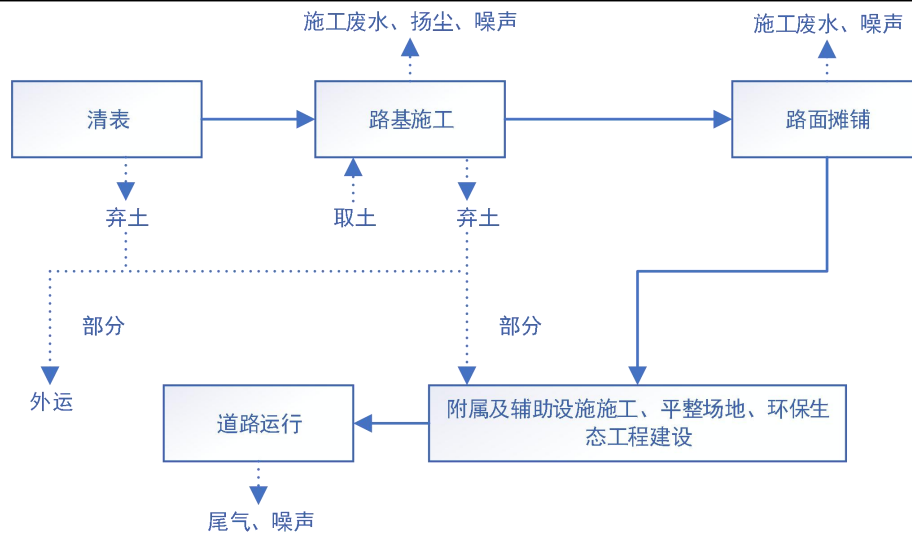 施工废水、扬尘、噪声
施工废水、噪声
清表
路基施工
路面摊铺
弃土
取土
弃土
部分
部分
外运
道路运行
附属及辅助设施施工、平整场地、环保生
态工程建设
尾气、噪声